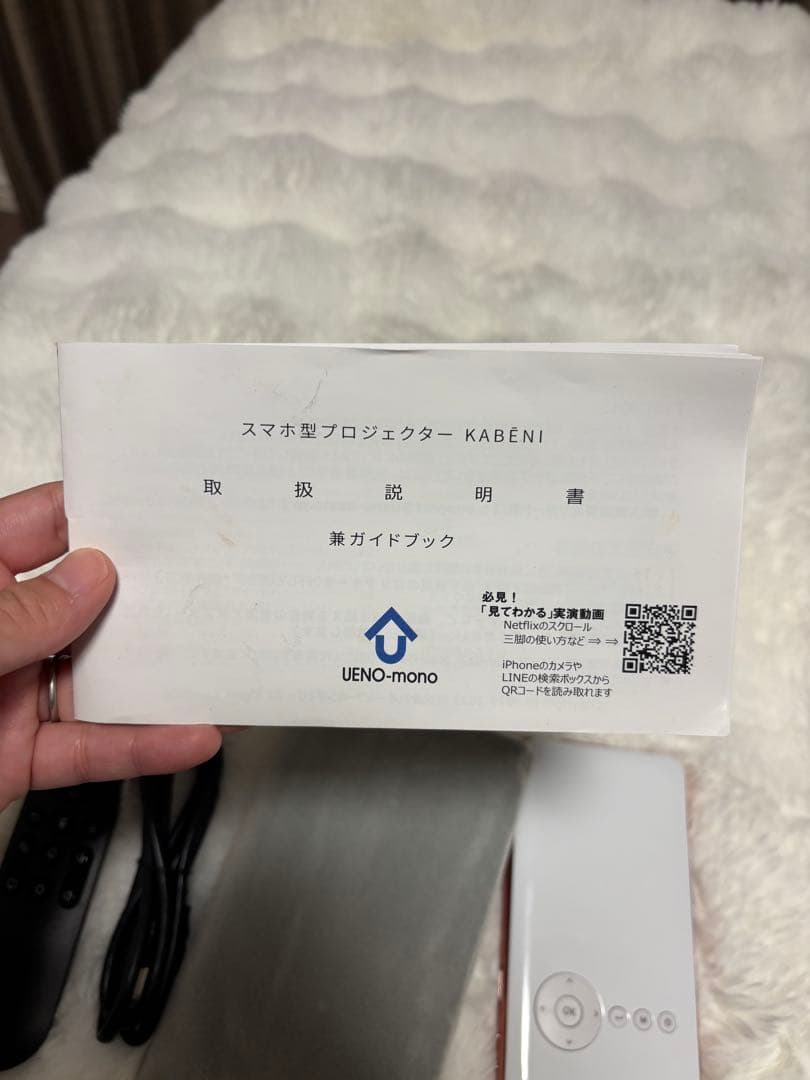 スマホ型プロジェクター KABĒNI
取扱説明書
兼ガイドブック
必見！
「見てわかる」実演動画
Netflixのスクロール
三脚の使い方など⇒⇒
iPhoneのカメラや
LINEの検索ボックスから
QRコードを読み取れます
UENO-mono
OK